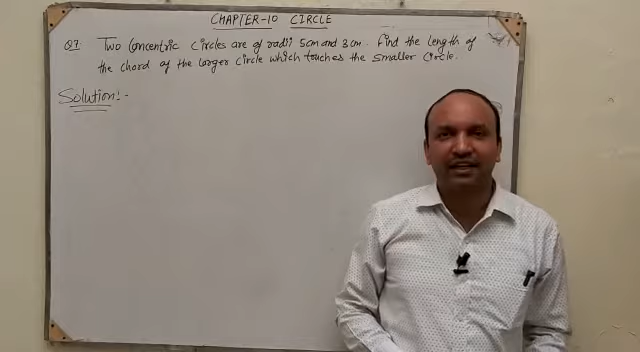 CHAPTER-10 CIRCLE
Q7 Two Concentric Circles are of radii 5cm and 3cm. Find the length of
the chord of the larger circle which touches the smaller Circle.
Solution:-